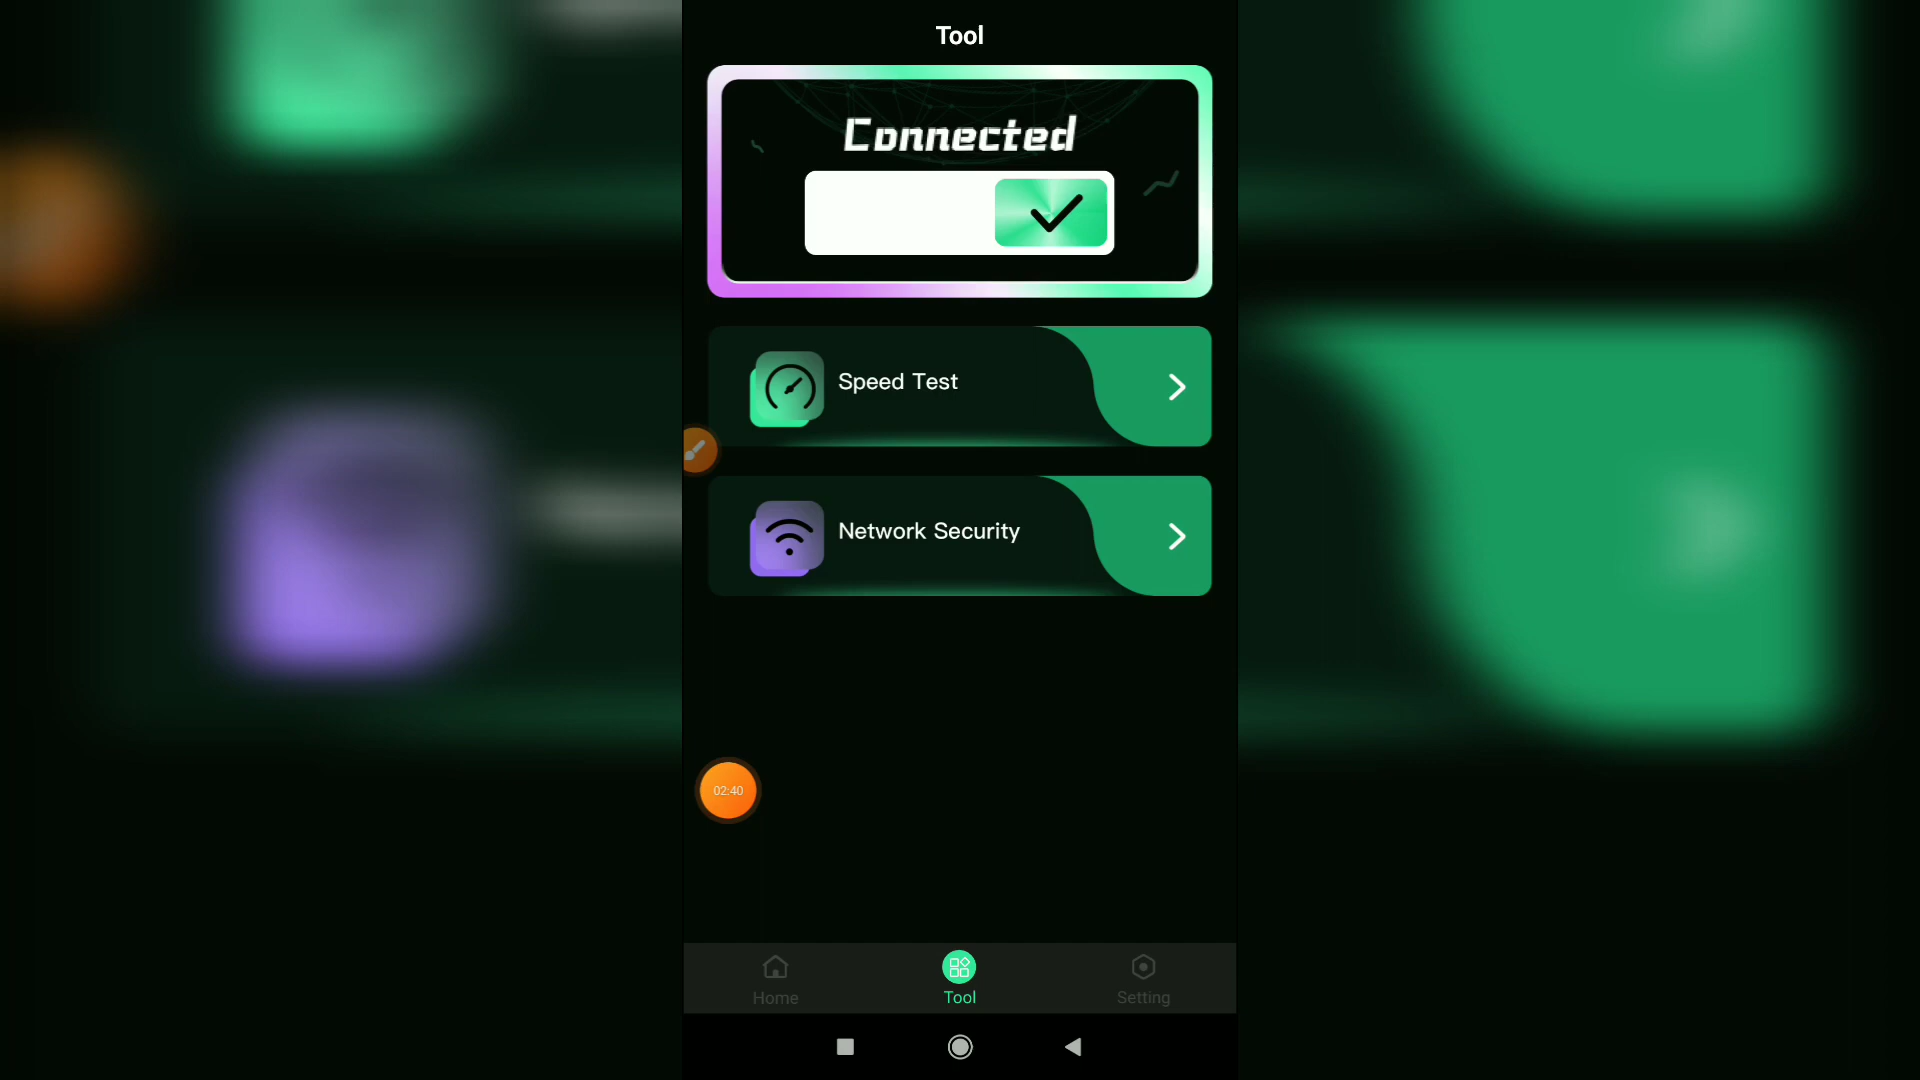 Tool
Connected
Speed Test
Network Security
02:40
Home
Tool
Setting